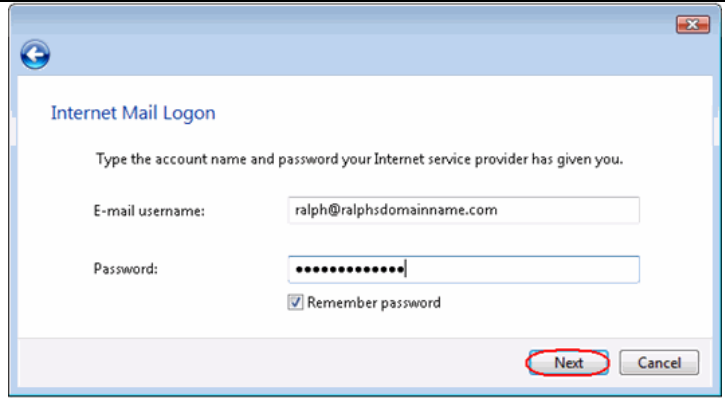 Internet Mail Logon
Type the account name and password your Internet service provider has given you.
E-mail username: ralph@ralphsdomainname.com
Password: •••••••••••••
Remember password
Next Cancel